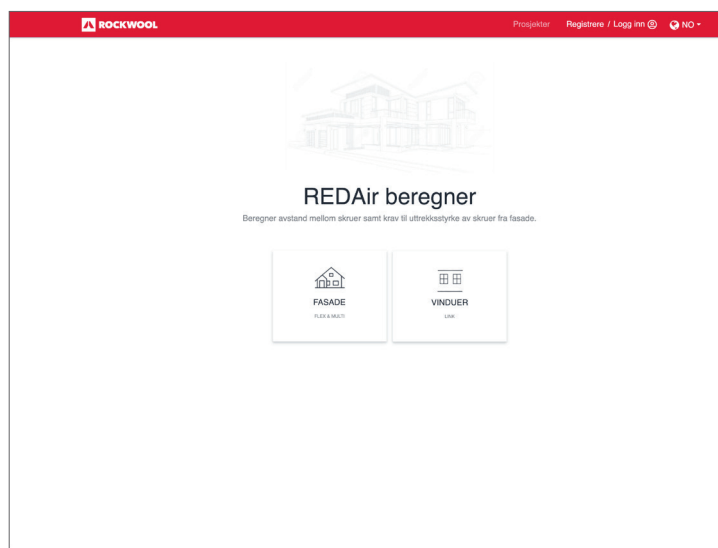 ROCKWOOL
Prosjekter Registrere / Logg inn NO
REDAir beregner
Beregner avstand mellom skruer samt krav til uttrekksstyrke av skruer fra fasade.
FASADE
FLEX & MULTI
VINDUER
LINK